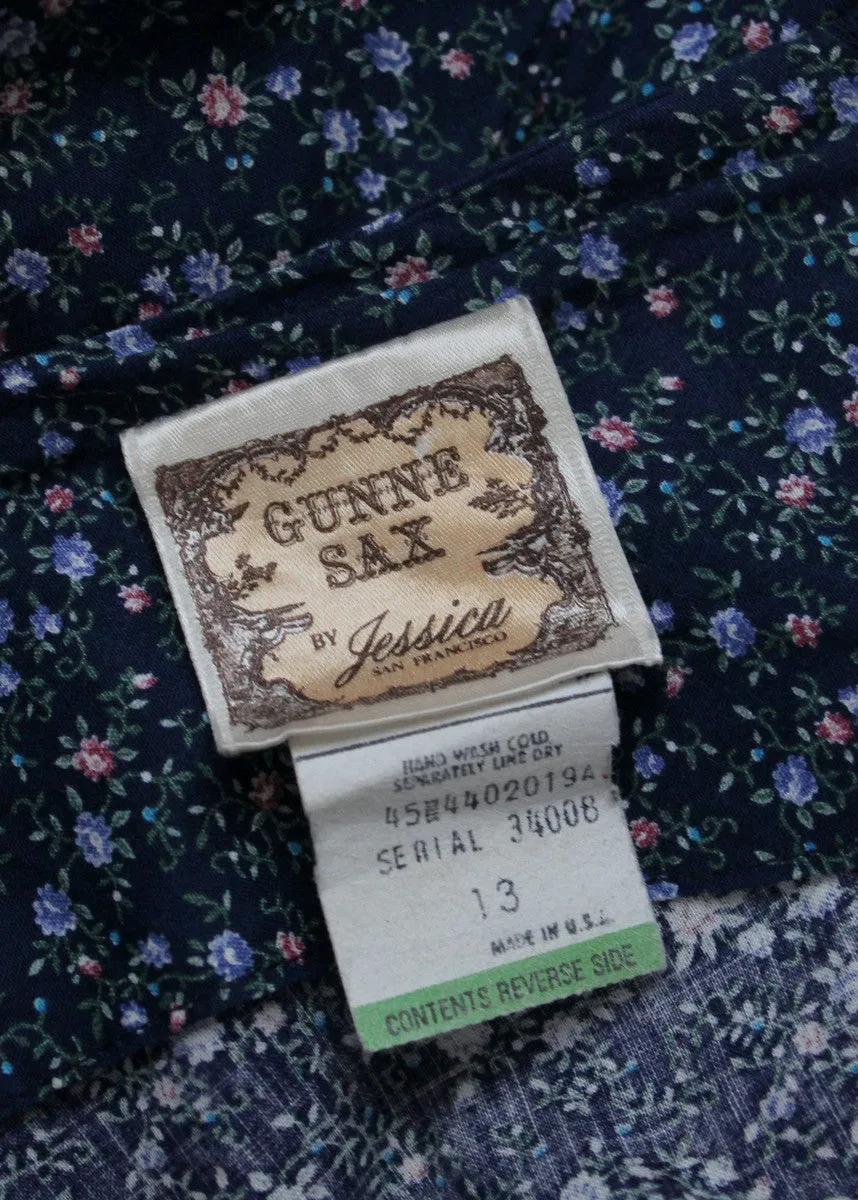 GUNNE
SAX
BY Jessica
SAN FRANCISCO
HAND WASH COLD
SEPARATELY LINE DRY
4402019A
SERIAL 34008
13
MADE IN U.S.A.
CONTENTS REVERSE SIDE